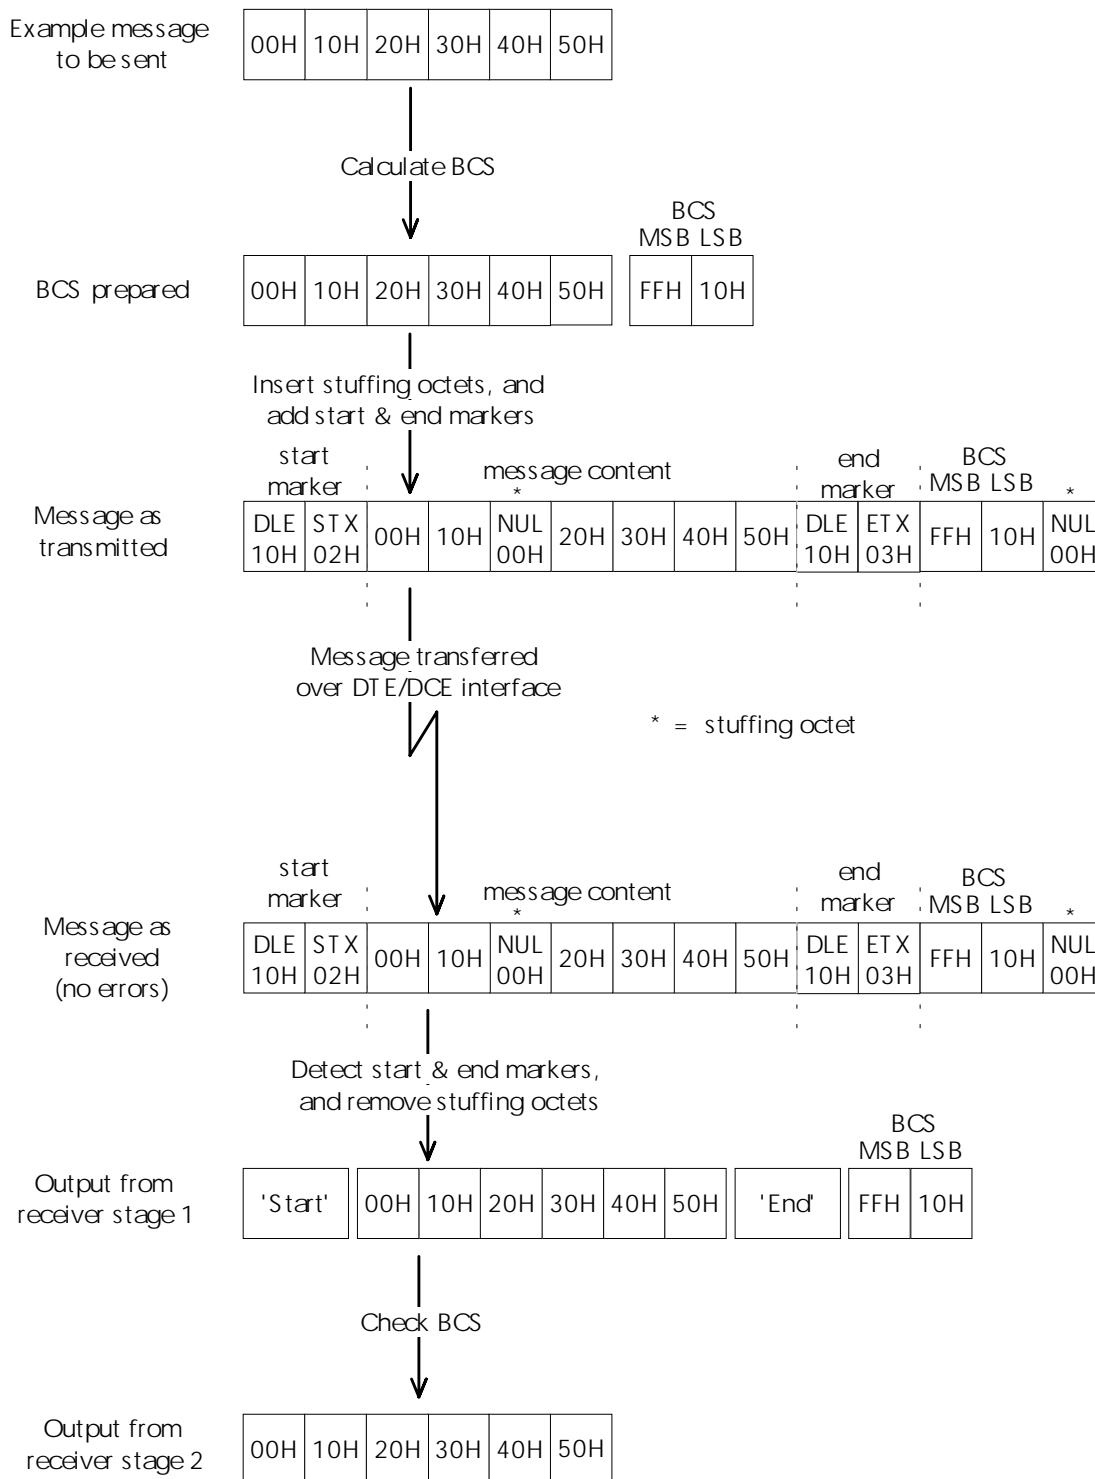 Example message
to be sent
00H 10H 20H 30H 40H 50H
Calculate BCS
BCS
MSB LSB
BCS prepared
00H 10H 20H 30H 40H 50H FFH 10H
Insert stuffing octets, and
add start & end markers
start
marker
message content
*
end
marker
BCS
MSB LSB
*
Message as
transmitted
DLE STX 00H 10H NUL 20H 30H 40H 50H DLE ETX FFH 10H NUL
10H 02H 00H 10H 03H 00H
Message transferred
over DTE/DCE interface
* = stuffing octet
start
marker
message content
*
end
marker
BCS
MSB LSB
*
Message as
received
(no errors)
DLE STX 00H 10H NUL 20H 30H 40H 50H DLE ETX FFH 10H NUL
10H 02H 00H 10H 03H 00H
Detect start & end markers,
and remove stuffing octets
BCS
MSB LSB
Output from
receiver stage 1
'Start' 00H 10H 20H 30H 40H 50H 'End' FFH 10H
Check BCS
Output from
receiver stage 2
00H 10H 20H 30H 40H 50H